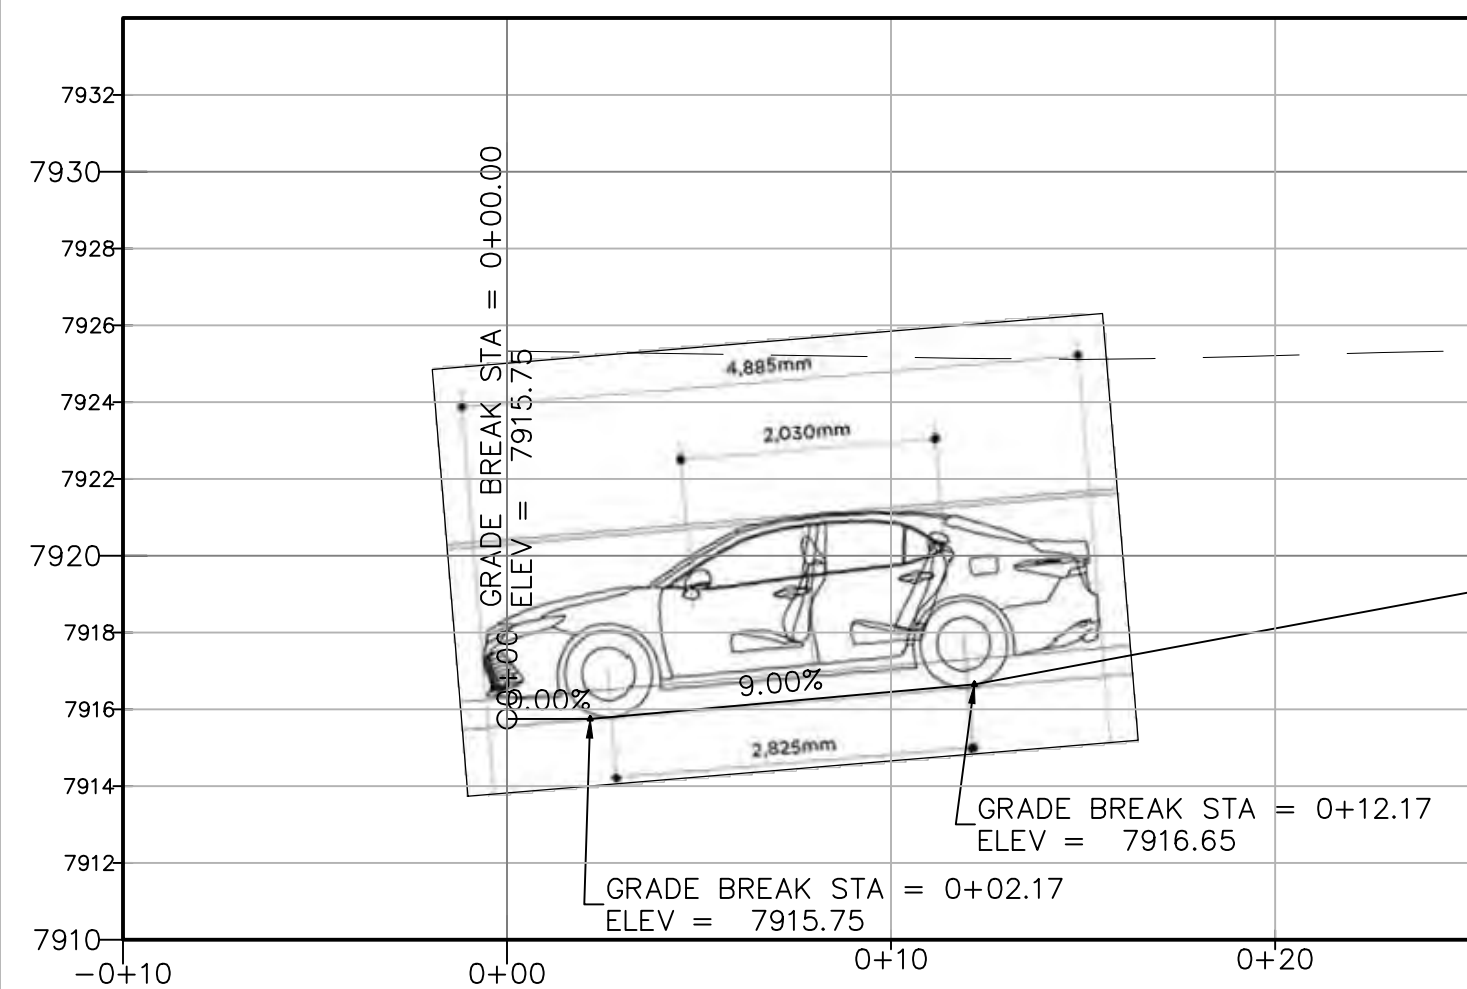 7932
7930
7928
7926
7924
7922
7920
7918
7916
7914
7912
7910
-0+10
0+00
0+10
0+20
GRADE BREAK STA = 0+00.00
ELEV = 7915.75
4,885mm
2,030mm
0.00%
9.00%
2,825mm
GRADE BREAK STA = 0+12.17
ELEV = 7916.65
GRADE BREAK STA = 0+02.17
ELEV = 7915.75